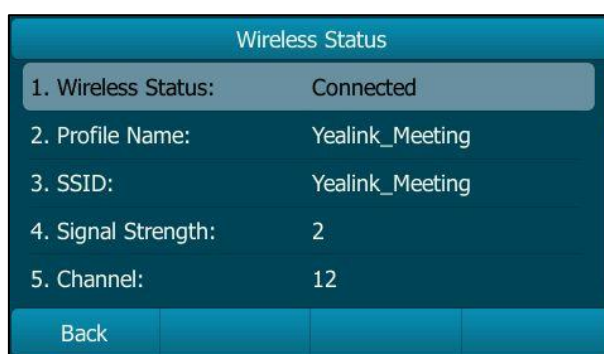 Wireless Status
1. Wireless Status: Connected
2. Profile Name: Yealink_Meeting
3. SSID: Yealink_Meeting
4. Signal Strength: 2
5. Channel: 12
Back